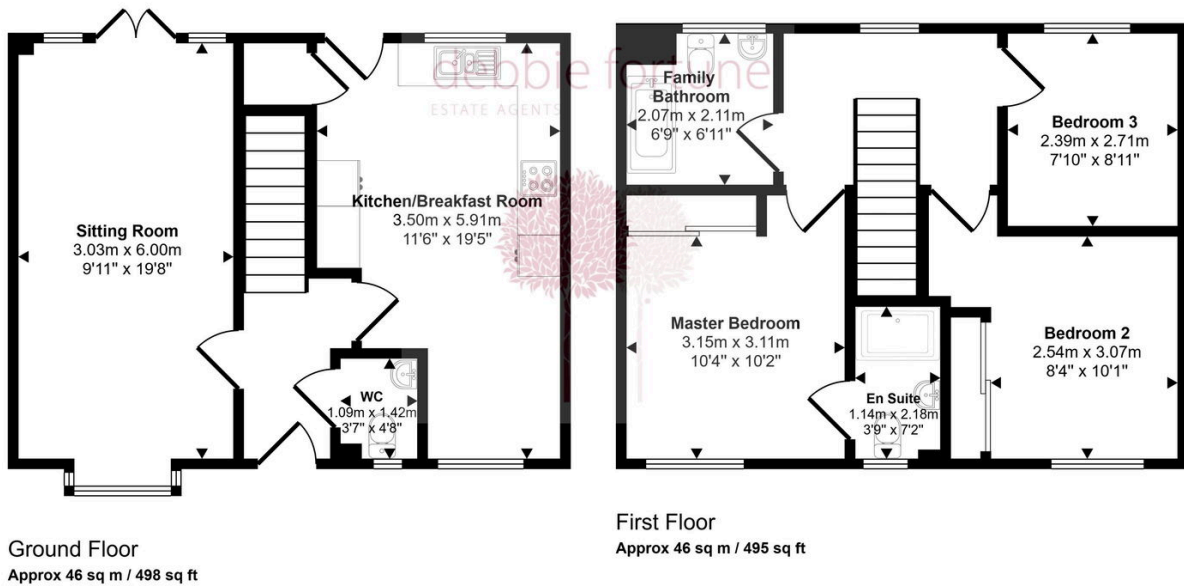 debbie fortune
ESTATE AGENTS
Sitting Room
3.03m x 6.00m
9'11" x 19'8"
Kitchen/Breakfast Room
3.50m x 5.91m
11'6" x 19'5"
WC
1.09m x 1.42m
3'7" x 4'8"
Ground Floor
Approx 46 sq m / 498 sq ft
Family
Bathroom
2.07m x 2.11m
6'9" x 6'11"
Bedroom 3
2.39m x 2.71m
7'10" x 8'11"
Master Bedroom
3.15m x 3.11m
10'4" x 10'2"
En Suite
1.14m x 2.18m
3'9" x 7'2"
Bedroom 2
2.54m x 3.07m
8'4" x 10'1"
First Floor
Approx 46 sq m / 495 sq ft